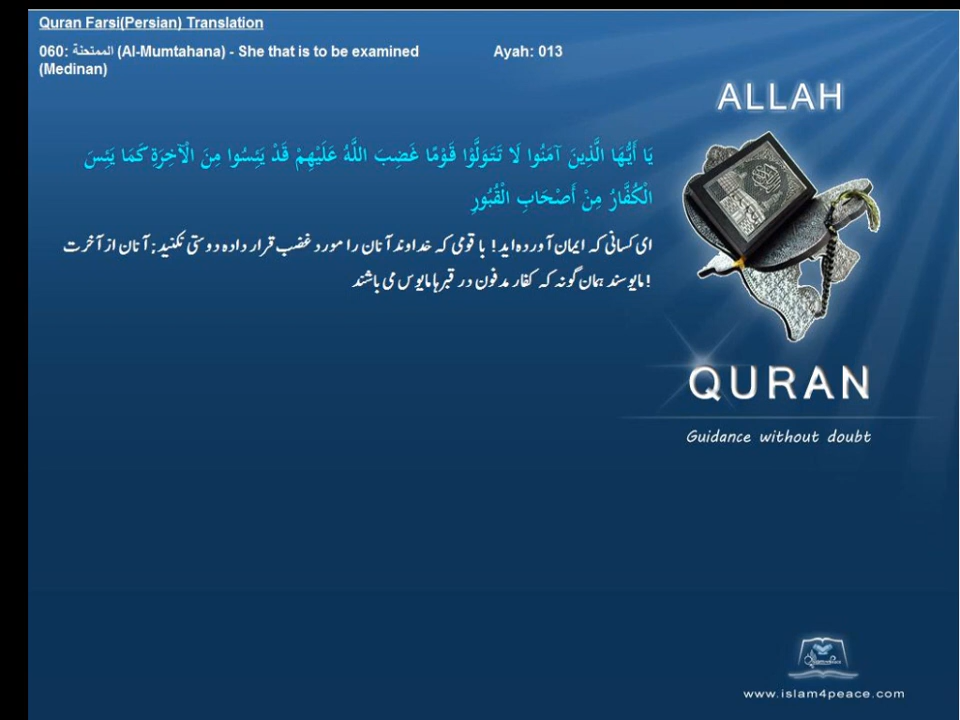 Quran Farsi(Persian) Translation
060: الممتحنة (Al-Mumtahana) - She that is to be examined
(Medinan)
Ayah: 013
ALLAH
يَا أَيُّهَا الَّذِينَ آمَنُوا لَا تَتَوَلَّوْا قَوْمًا غَضِبَ اللَّهُ عَلَيْهِمْ قَدْ يَئِسُوا مِنَ الْآخِرَةِ كَمَا يَئِسَ
الْكُفَّارُ مِنْ أَصْحَابِ الْقُبُورِ
ای کسانی که ایمان آورده‌اید! با قومی که خداوند آنان را مورد غضب قرار داده دوستی نکنید؛ آنان از آخرت
مایوسند همان گونه که کفار مدفون در قبرها مایوس می باشند!
QURAN
Guidance without doubt
www.islam4peace.com